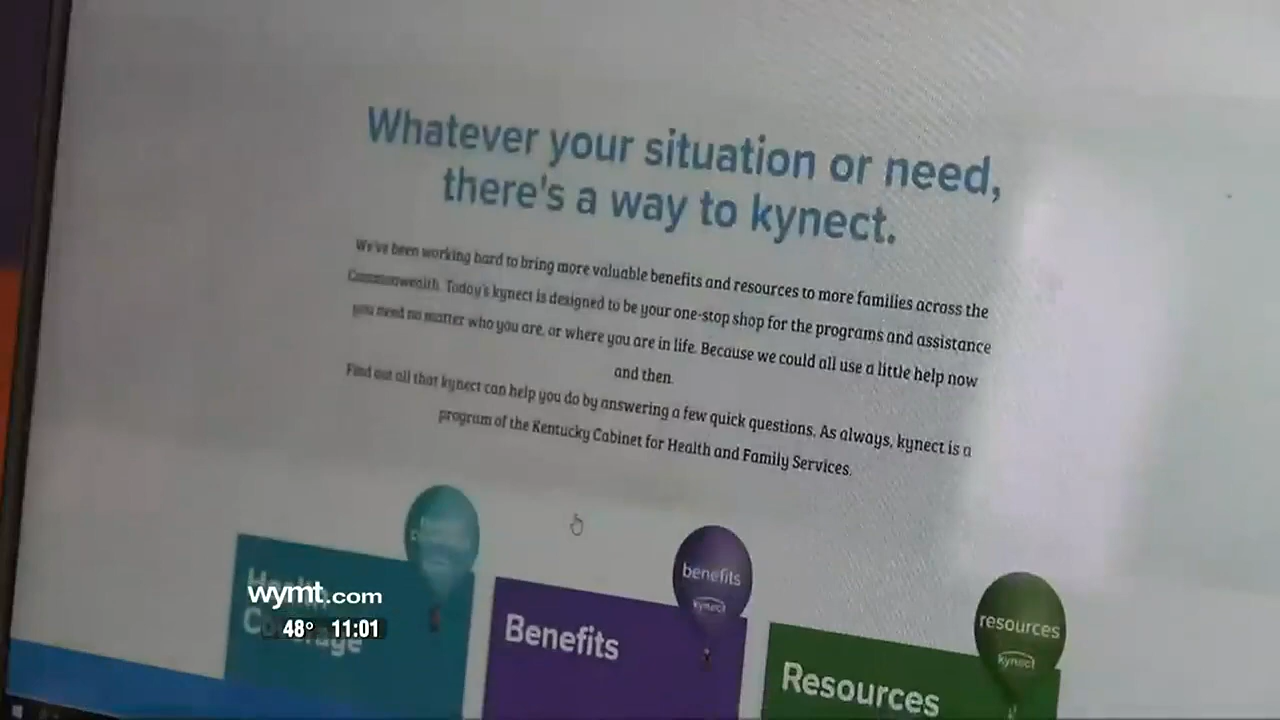 Whatever your situation or need,
there's a way to kynect.
We've been working hard to bring more valuable benefits and resources to more families across the
Commonwealth. Today's kynect is designed to be your one-stop shop for the programs and assistance
you need no matter who you are, or where you are in life. Because we could all use a little help now
and then.
Find out all that kynect can help you do by answering a few quick questions. As always, kynect is a
program of the Kentucky Cabinet for Health and Family Services.
benefits
kynect
resources
kynect
Health
Coverage
Benefits
Resources
wymt.com
48° 11:01